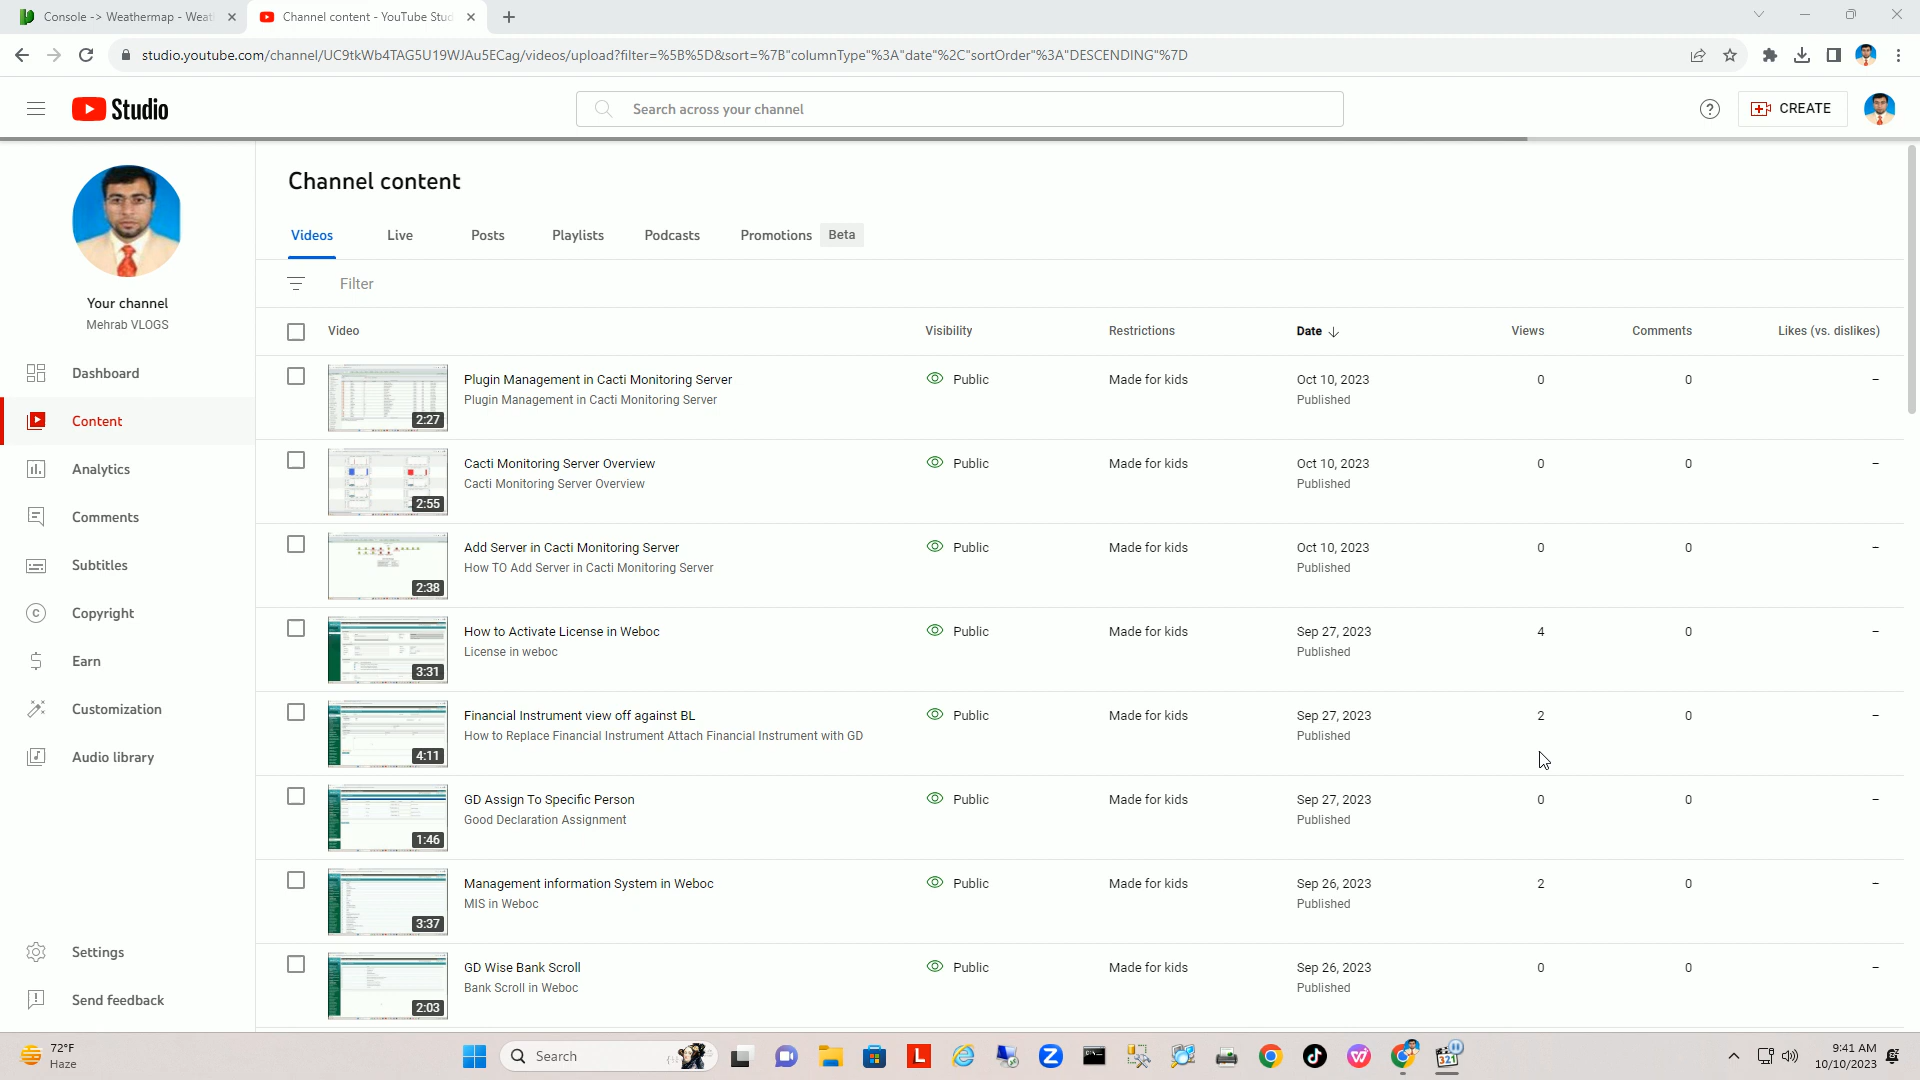 Console -> Weathermap - Weat
Channel content - YouTube Stud
studio.youtube.com/channel/UC9tkWb4TAG5U19WJAu5ECag/videos/upload?filter=%5B%5D&sort=%7B"columnType"%3A"date"%2C"sortOrder"%3A"DESCENDING"%7D
Studio
Search across your channel
CREATE
Your channel
Mehrab VLOGS
Dashboard
Content
Analytics
Comments
Subtitles
Copyright
Earn
Customization
Audio library
Settings
Send feedback
Channel content
Videos Live Posts Playlists Podcasts Promotions Beta
Filter
Video Visibility Restrictions Date Views Comments Likes (vs. dislikes)
Plugin Management in Cacti Monitoring Server Public Made for kids Oct 10, 2023 0 0 –
Plugin Management in Cacti Monitoring Server Published
2:27
Cacti Monitoring Server Overview Public Made for kids Oct 10, 2023 0 0 –
Cacti Monitoring Server Overview Published
2:55
Add Server in Cacti Monitoring Server Public Made for kids Oct 10, 2023 0 0 –
How TO Add Server in Cacti Monitoring Server Published
2:38
How to Activate License in Weboc Public Made for kids Sep 27, 2023 4 0 –
License in weboc Published
3:31
Financial Instrument view off against BL Public Made for kids Sep 27, 2023 2 0 –
How to Replace Financial Instrument Attach Financial Instrument with GD Published
4:11
GD Assign To Specific Person Public Made for kids Sep 27, 2023 0 0 –
Good Declaration Assignment Published
1:46
Management information System in Weboc Public Made for kids Sep 26, 2023 2 0 –
MIS in Weboc Published
3:37
GD Wise Bank Scroll Public Made for kids Sep 26, 2023 0 0 –
Bank Scroll in Weboc Published
2:03
72°F
Haze
Search
L
Z
321
9:41 AM
10/10/2023